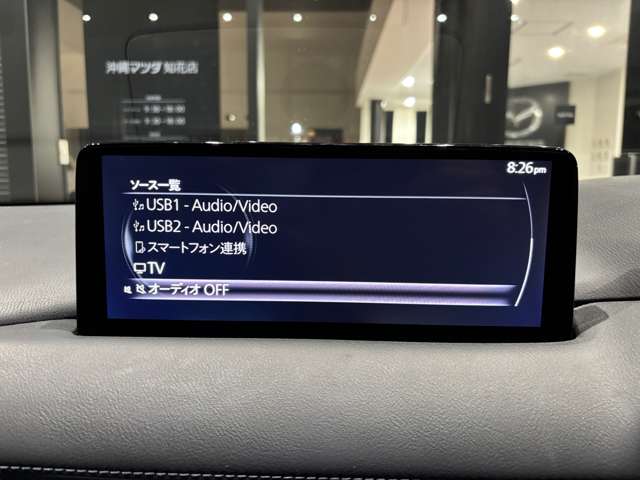 沖縄マツダ 知花店
8:26pm
ソース一覧
USB1 - Audio/Video
USB2 - Audio/Video
スマートフォン連携
TV
オーディオ OFF